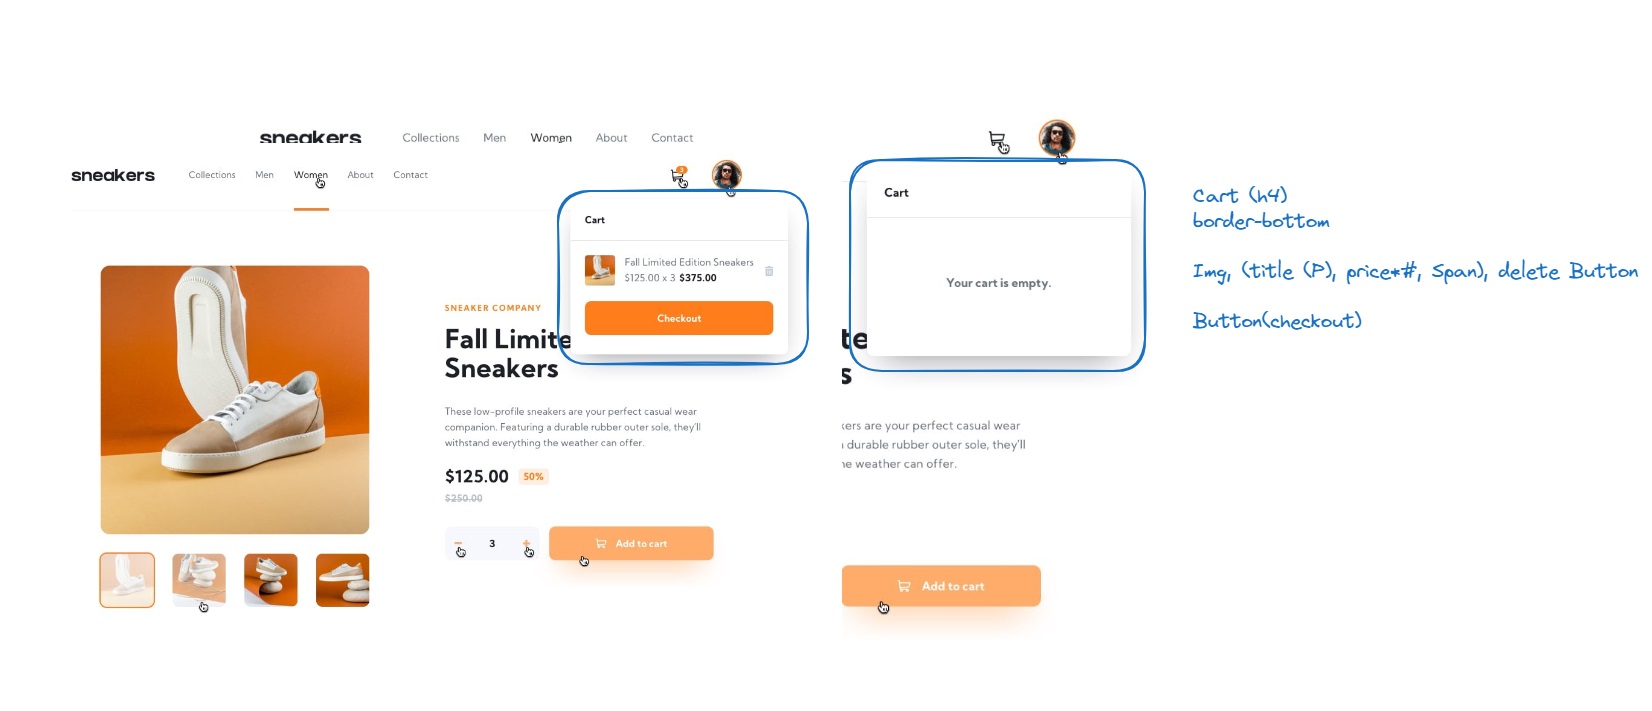 sneakers Collections Men Women About Contact
sneakers Collections Men Women About Contact 3
Cart
Fall Limited Edition Sneakers
$125.00 x 3 $375.00
Checkout
SNEAKER COMPANY
Fall Limite
Sneakers
These low-profile sneakers are your perfect casual wear
companion. Featuring a durable rubber outer sole, they'll
withstand everything the weather can offer.
$125.00 50%
$250.00
3
Add to cart
Cart
Your cart is empty.
te
s
kers are your perfect casual wear
durable rubber outer sole, they'll
he weather can offer.
Add to cart
Cart (h4)
border-bottom
Img, (title (P), price*#, Span), delete Button
Button(checkout)